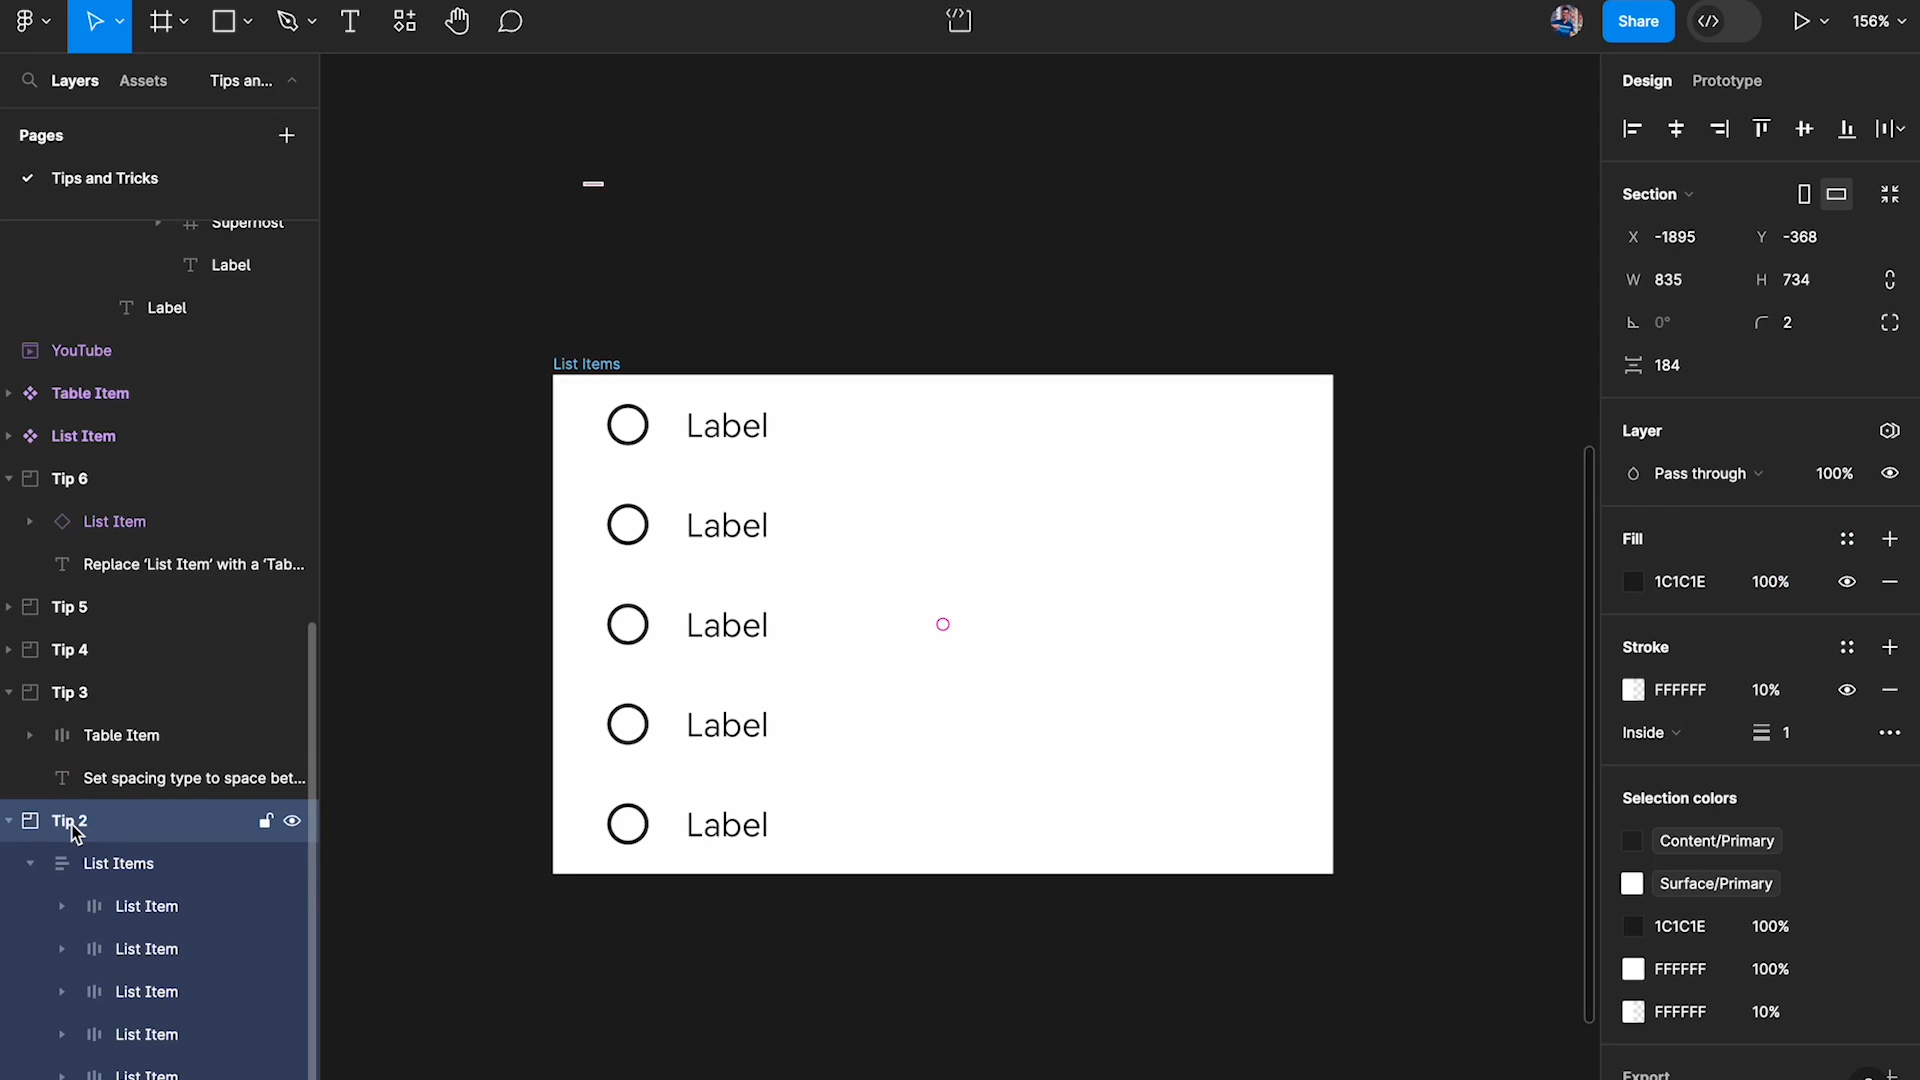 Share
156%
Layers Assets Tips an...
Pages
Tips and Tricks
Superhost
Label
Label
YouTube
Table Item
List Item
Tip 6
List Item
Replace ‘List Item’ with a ‘Tab...
Tip 5
Tip 4
Tip 3
Table Item
Set spacing type to space bet...
Tip 2
List Items
List Item
List Item
List Item
List Item
List Item
List Items
Label
Label
Label
Label
Label
Design Prototype
Section
X -1895 Y -368
W 835 H 734
0° 2
184
Layer
Pass through 100%
Fill
1C1C1E 100%
Stroke
FFFFFF 10%
Inside 1
Selection colors
Content/Primary
Surface/Primary
1C1C1E 100%
FFFFFF 100%
FFFFFF 10%
Export